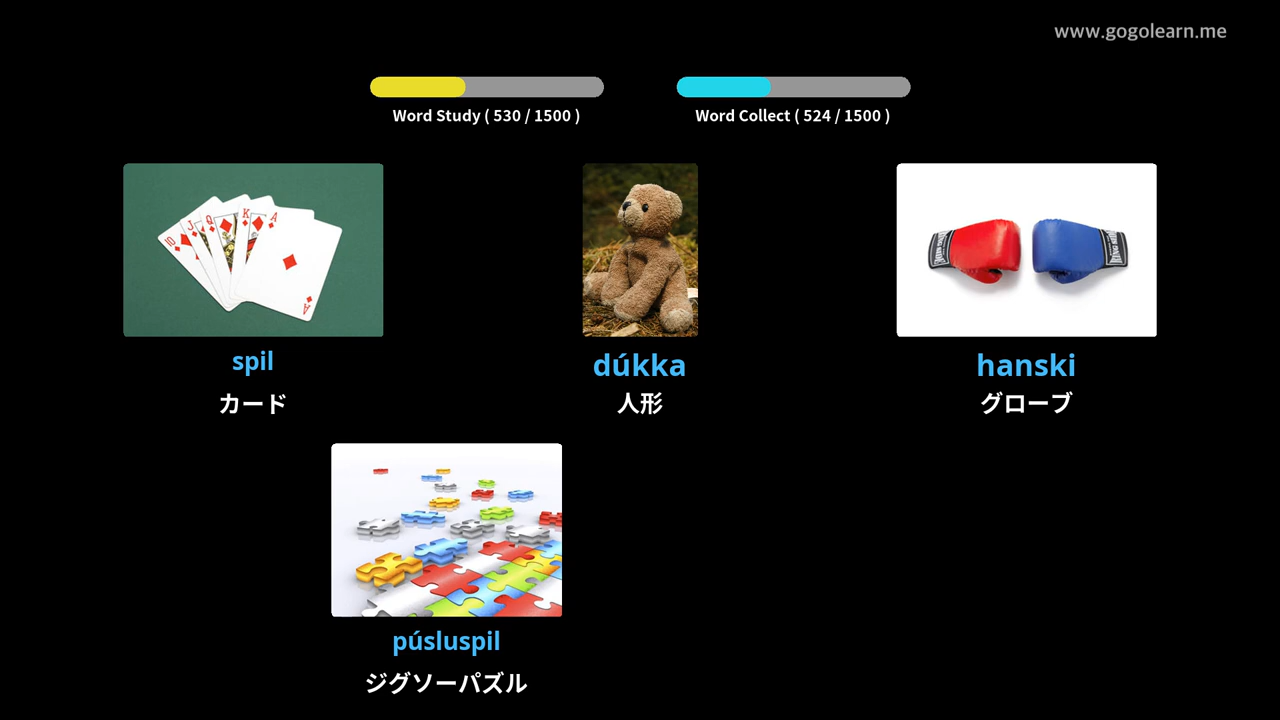 www.gogolearn.me
Word Study ( 530 / 1500 )
Word Collect ( 524 / 1500 )
10 J Q K A
A
spil
dúkka
hanski
カード
人形
グローブ
púsluspil
ジグソーパズル